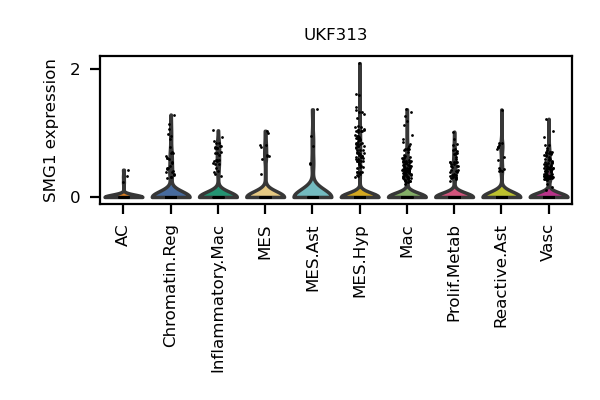 UKF313
SMG1 expression
2
0
AC
Chromatin.Reg
Inflammatory.Mac
MES
MES.Ast
MES.Hyp
Mac
Prolif.Metab
Reactive.Ast
Vasc